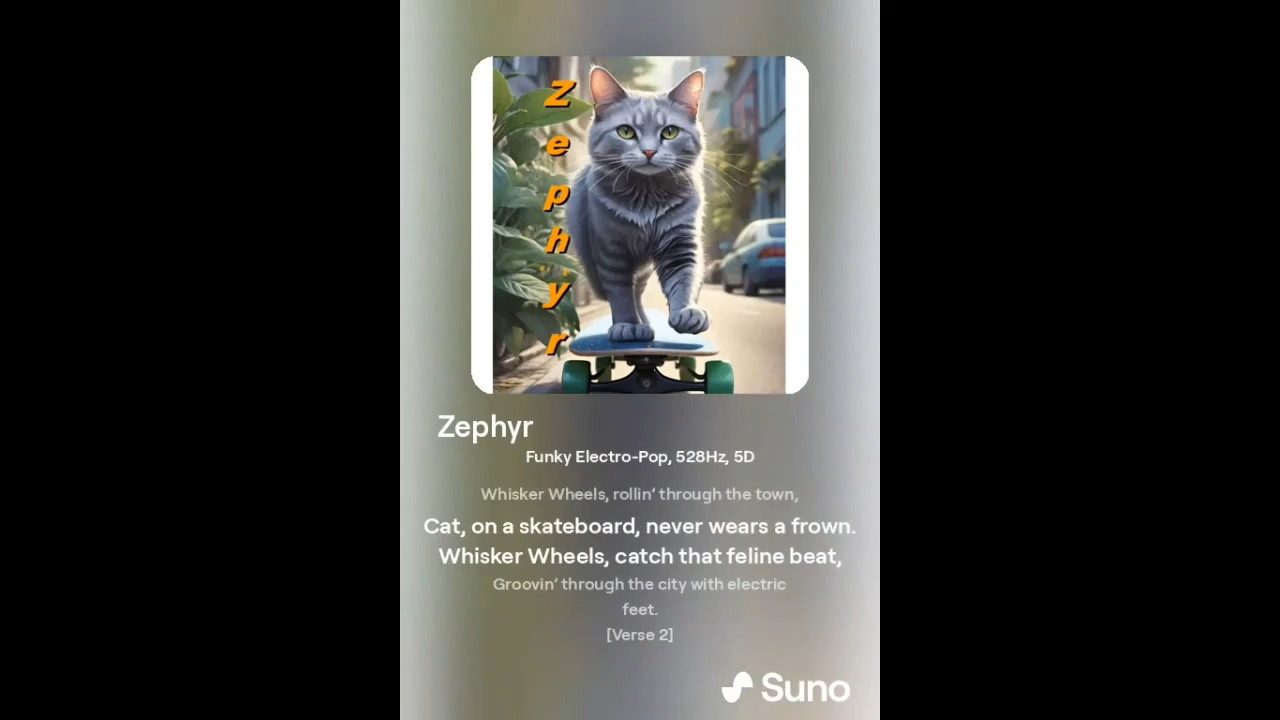 Zephyr
Zephyr
Funky Electro-Pop, 528Hz, 5D
Whisker Wheels, rollin’ through the town,
Cat, on a skateboard, never wears a frown.
Whisker Wheels, catch that feline beat,
Groovin’ through the city with electric
feet.
[Verse 2]
Suno